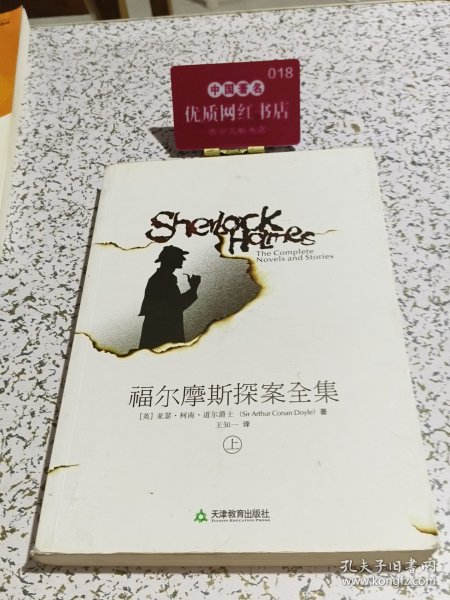 018
中国著名
优质网红书店
Sherlock
Holmes
The Complete
Novels and Stories
福尔摩斯探案全集
[英] 亚瑟·柯南·道尔爵士 (Sir Arthur Conan Doyle) 著
王知一 译
上
天津教育出版社
TIANJIN EDUCATION PRESS
孔夫子旧书网
www.kongfz.com